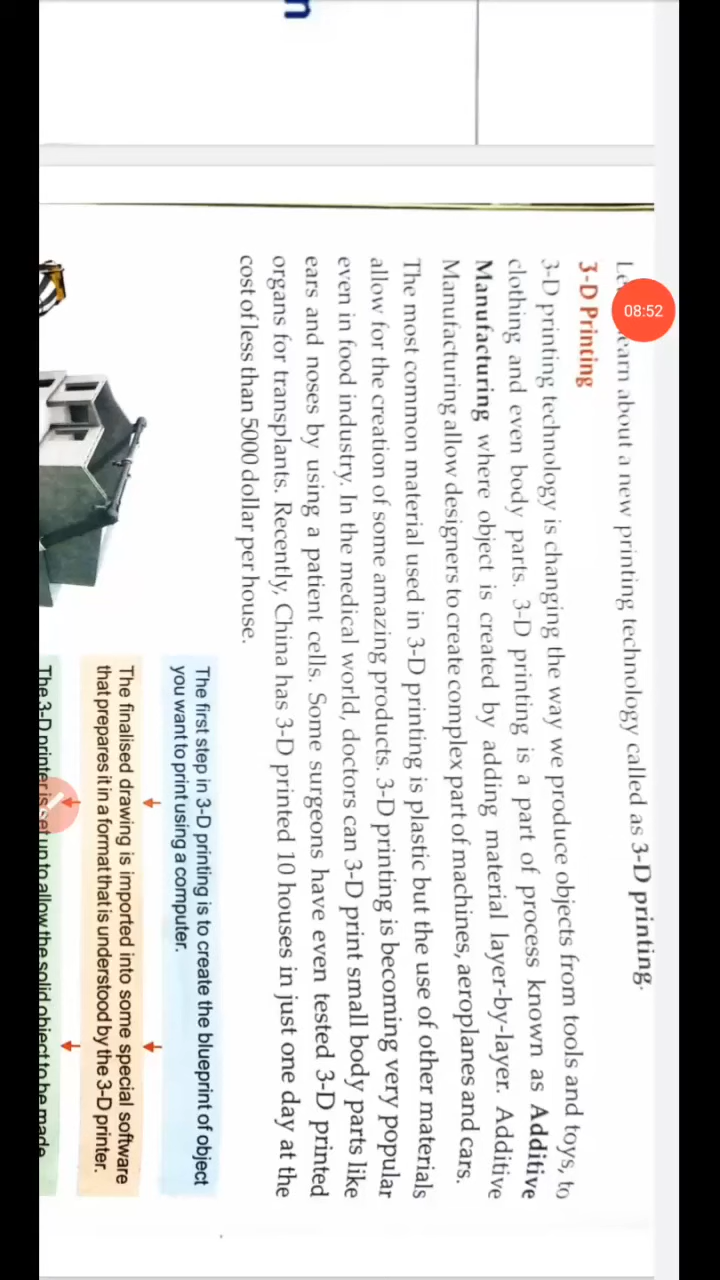 n
08:52
earn about a new printing technology called as 3-D printing.
3-D Printing
3-D printing technology is changing the way we produce objects from tools and toys, to
clothing and even body parts. 3-D printing is a part of process known as Additive
Manufacturing where object is created by adding material layer-by-layer. Additive
Manufacturing allow designers to create complex part of machines, aeroplanes and cars.
The most common material used in 3-D printing is plastic but the use of other materials
allow for the creation of some amazing products. 3-D printing is becoming very popular
even in food industry. In the medical world, doctors can 3-D print small body parts like
ears and noses by using a patient cells. Some surgeons have even tested 3-D printed
organs for transplants. Recently, China has 3-D printed 10 houses in just one day at the
cost of less than 5000 dollar per house.
The first step in 3-D printing is to create the blueprint of object
you want to print using a computer.
The finalised drawing is imported into some special software
that prepares it in a format that is understood by the 3-D printer.
The 3-D printer is set up to allow the solid object to be made